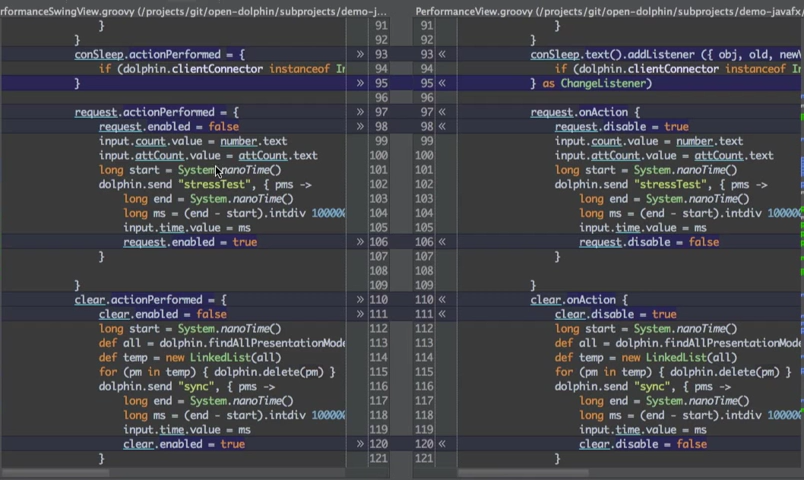 rformanceSwingView.groovy (/projects/git/open-dolphin/subprojects/demo-j...
}
}
conSleep.actionPerformed = {
if (dolphin.clientConnector instanceof In
}
request.actionPerformed = {
request.enabled = false
input.count.value = number.text
input.attCount.value = attCount.text
long start = System.nanoTime()
dolphin.send "stressTest", { pms ->
long end = System.nanoTime()
long ms = (end - start).intdiv 100000
input.time.value = ms
request.enabled = true
}
}
clear.actionPerformed = {
clear.enabled = false
long start = System.nanoTime()
def all = dolphin.findAllPresentationMode
def temp = new LinkedList(all)
for (pm in temp) { dolphin.delete(pm) }
dolphin.send "sync", { pms ->
long end = System.nanoTime()
long ms = (end - start).intdiv 100000
input.time.value = ms
clear.enabled = true
}
91
92
» 93
94
» 95
96
» 97
» 98
99
100
101
102
103
104
105
» 106
107
108
109
» 110
» 111
112
113
114
115
116
117
118
119
» 120
121
PerformanceView.groovy (/projects/git/open-dolphin/subprojects/demo-javafx
91
92
93 «
94
95 «
96
97 «
98 «
99
100
101
102
103
104
105
106 «
107
108
109
110 «
111 «
112
113
114
115
116
117
118
119
120 «
121
}
}
conSleep.text().addListener ({ obj, old, newV
if (dolphin.clientConnector instanceof In
} as ChangeListener)
request.onAction {
request.disable = true
input.count.value = number.text
input.attCount.value = attCount.text
long start = System.nanoTime()
dolphin.send "stressTest", { pms ->
long end = System.nanoTime()
long ms = (end - start).intdiv 100000
input.time.value = ms
request.disable = false
}
}
clear.onAction {
clear.disable = true
long start = System.nanoTime()
def all = dolphin.findAllPresentationMode
def temp = new LinkedList(all)
for (pm in temp) { dolphin.delete(pm) }
dolphin.send "sync", { pms ->
long end = System.nanoTime()
long ms = (end - start).intdiv 100000
input.time.value = ms
clear.disable = false
}